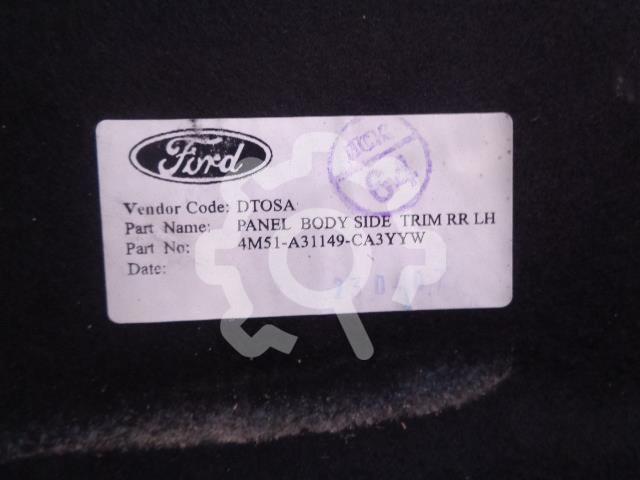 Ford
Vendor Code: DTOSA
Part Name: PANEL BODY SIDE TRIM RR LH
Part No: 4M51-A31149-CA3YYW
Date: